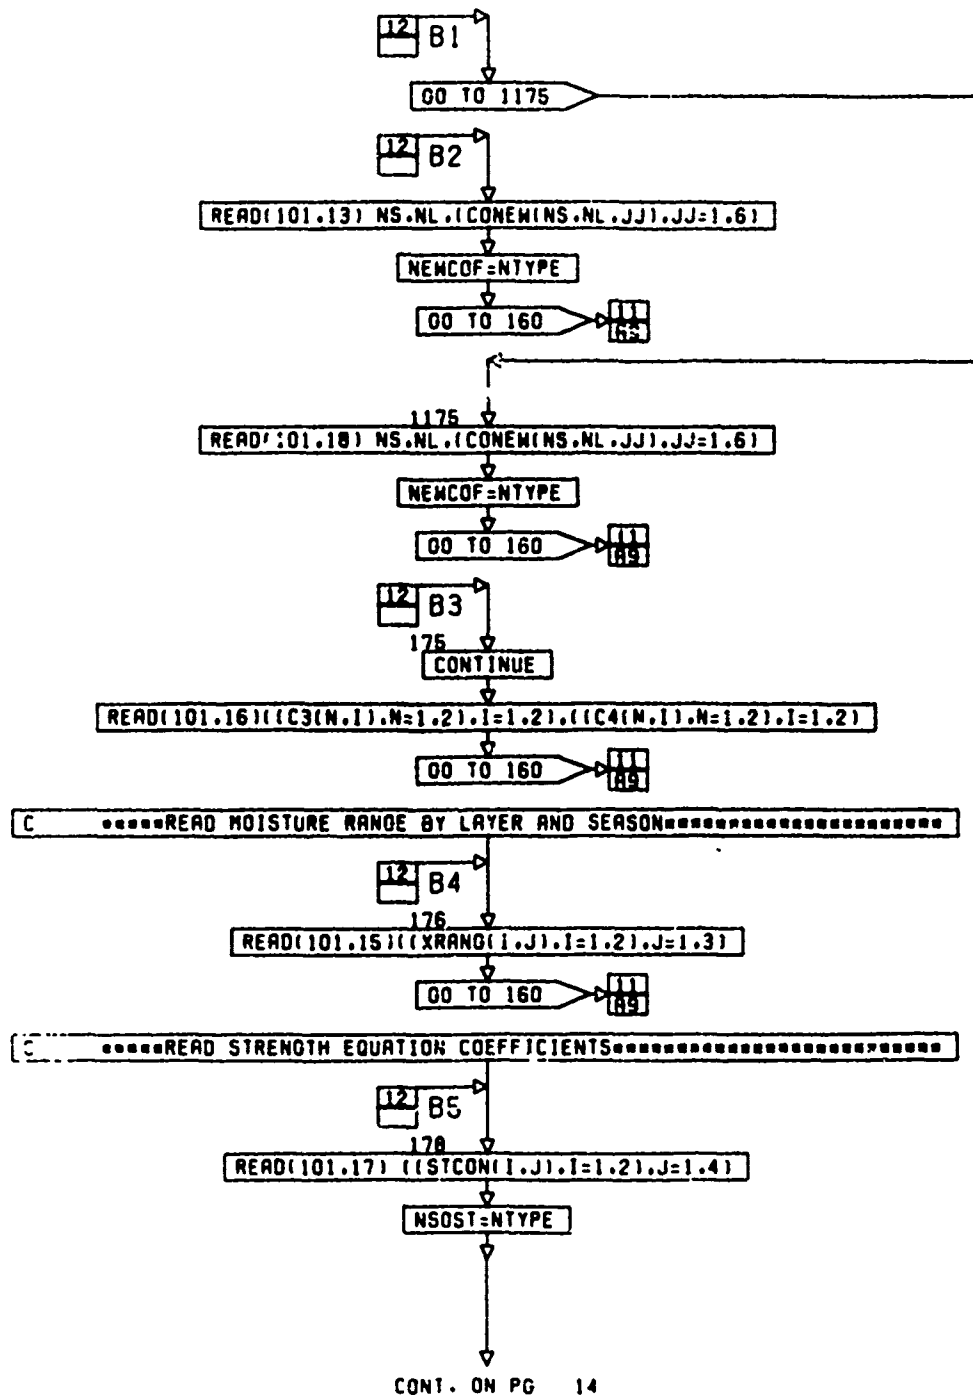 12 B1
GO TO 1175
12 B2
READ(101,13) NS,NL,(CONEW(NS,NL,JJ),JJ=1,6)
NEWCOF=NTYPE
GO TO 160
11
A9
1175
READ(101,18) NS,NL,(CONEW(NS,NL,JJ),JJ=1,6)
NEWCOF=NTYPE
GO TO 160
11
A9
12 B3
175
CONTINUE
READ(101,16)((C3(N,I),N=1,2),I=1,2),((C4(N,I),N=1,2),I=1,2)
GO TO 160
11
A9
C *****READ MOISTURE RANGE BY LAYER AND SEASON**********************
12 B4
176
READ(101,15)((XRANG(I,J),I=1,2),J=1,3)
GO TO 160
11
A9
C *****READ STRENGTH EQUATION COEFFICIENTS**************************
12 B5
178
READ(101,17) ((STCON(I,J),I=1,2),J=1,4)
NSOST=NTYPE
CONT. ON PG 14